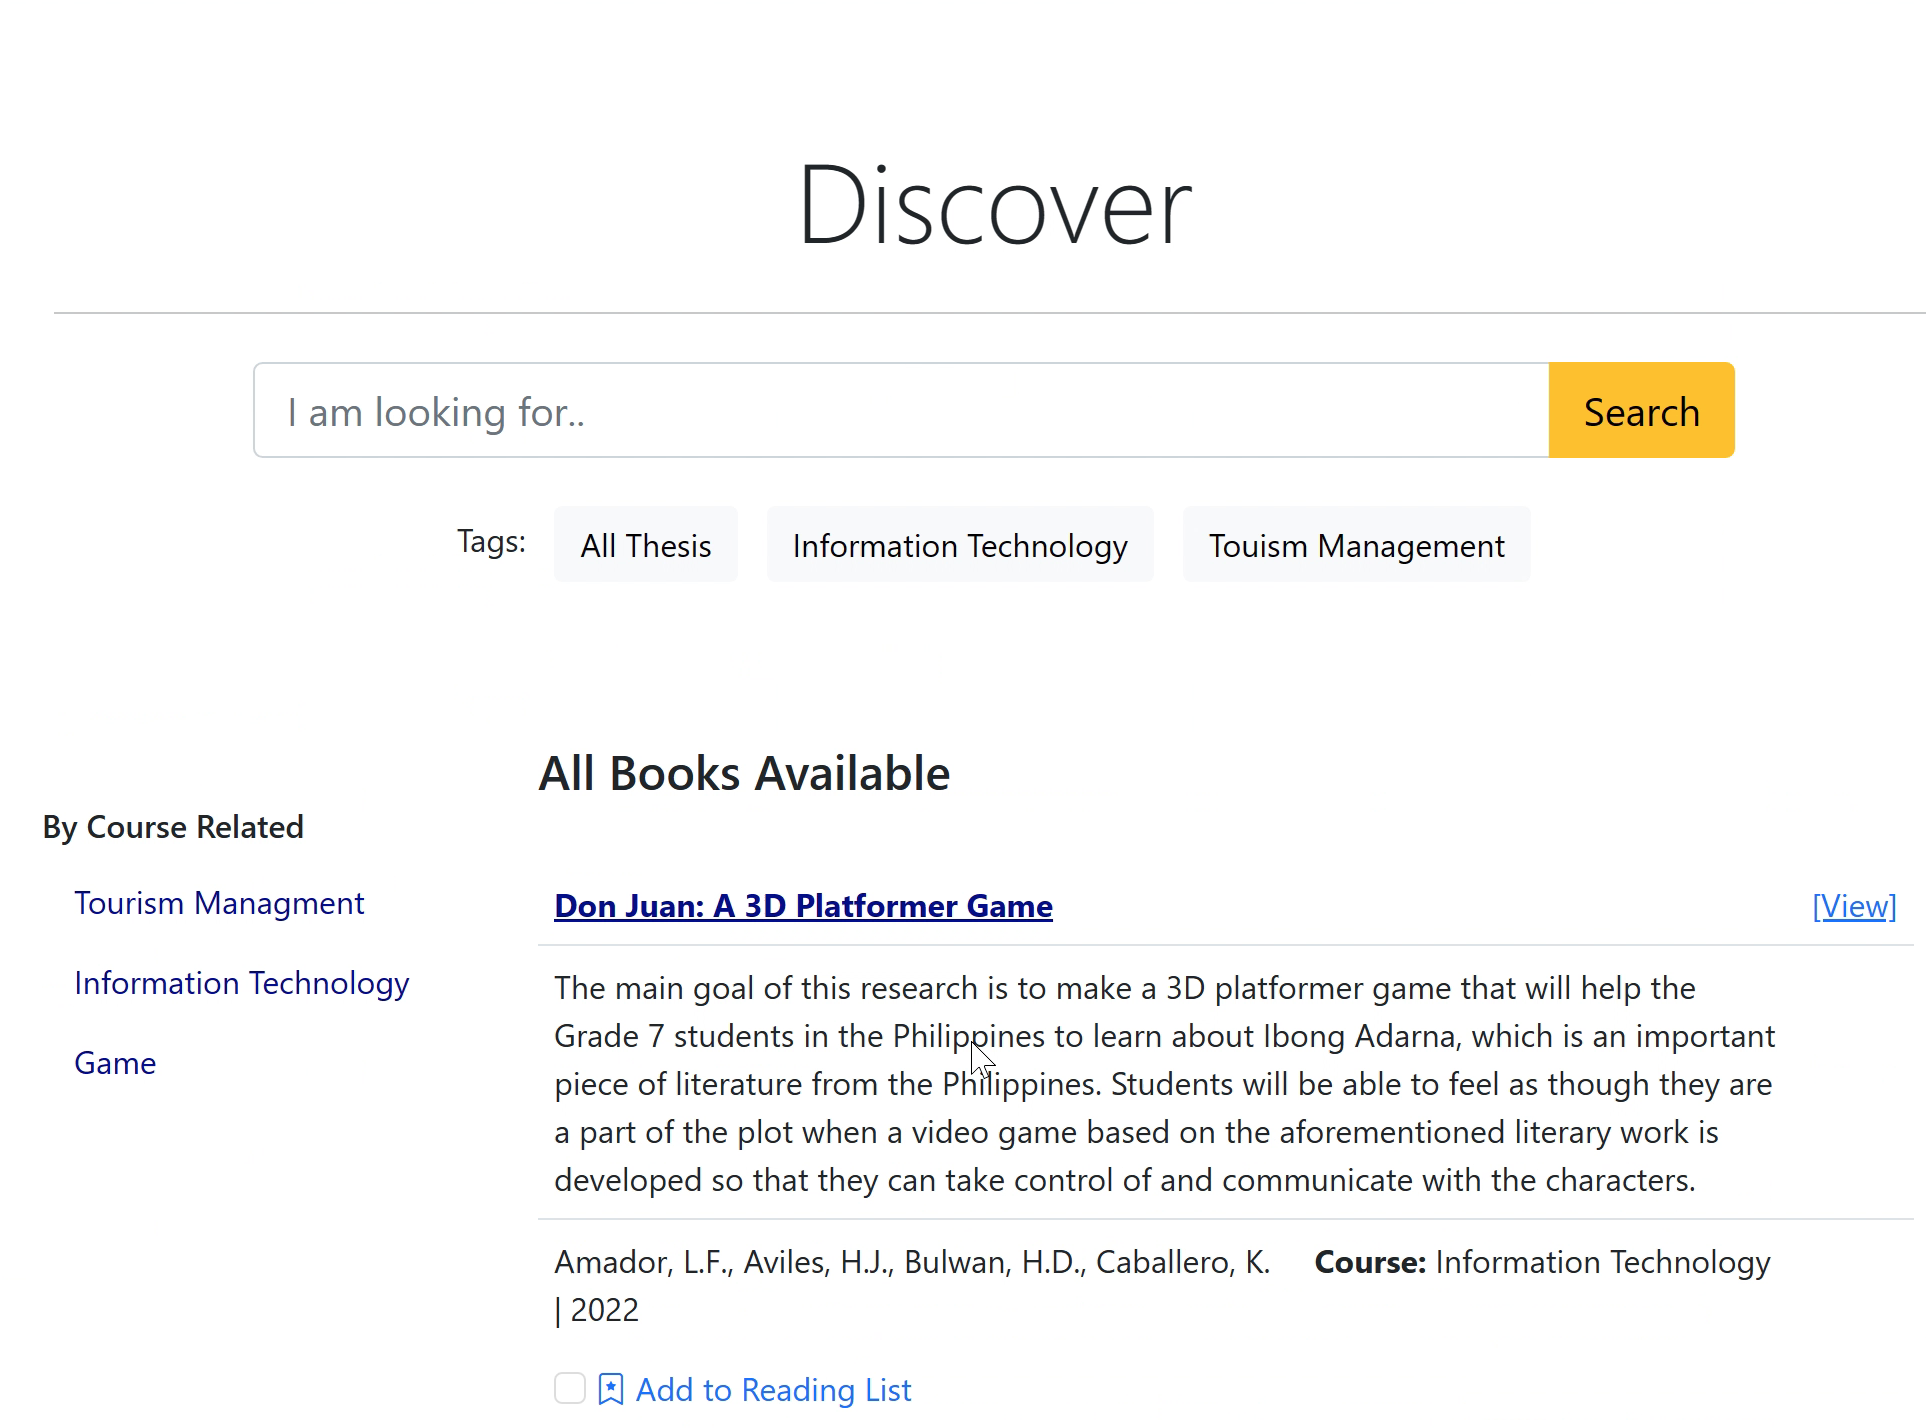 Discover
I am looking for..
Search
Tags:
All Thesis
Information Technology
Touism Management
All Books Available
By Course Related
Tourism Managment
Information Technology
Game
Don Juan: A 3D Platformer Game
[View]
The main goal of this research is to make a 3D platformer game that will help the
Grade 7 students in the Philippines to learn about Ibong Adarna, which is an important
piece of literature from the Philippines. Students will be able to feel as though they are
a part of the plot when a video game based on the aforementioned literary work is
developed so that they can take control of and communicate with the characters.
Amador, L.F., Aviles, H.J., Bulwan, H.D., Caballero, K.
| 2022
Course: Information Technology
Add to Reading List